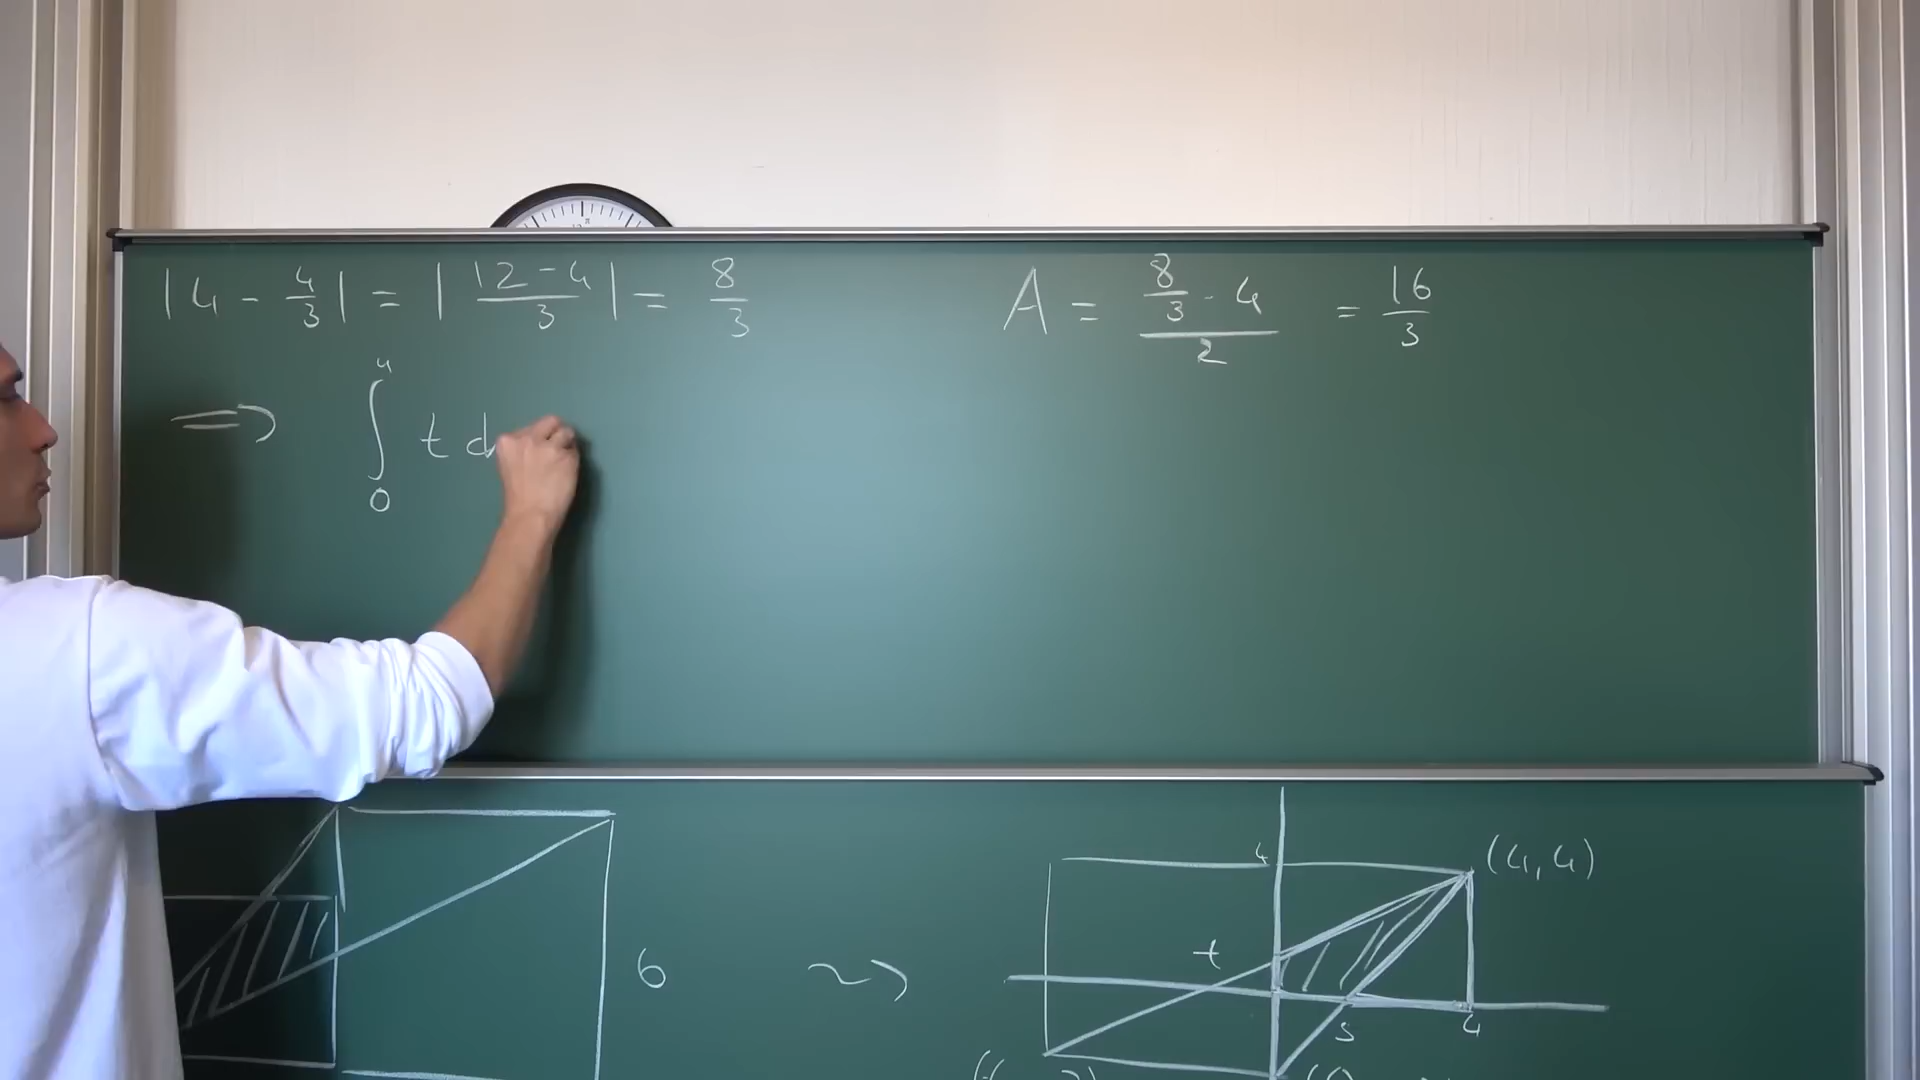 |4 - 4/3| = |(12 - 4)/3| = 8/3
A = (8/3 · 4)/2 = 16/3
=> ∫_0^4 t d
6
~>
4
(4,4)
t
s
4